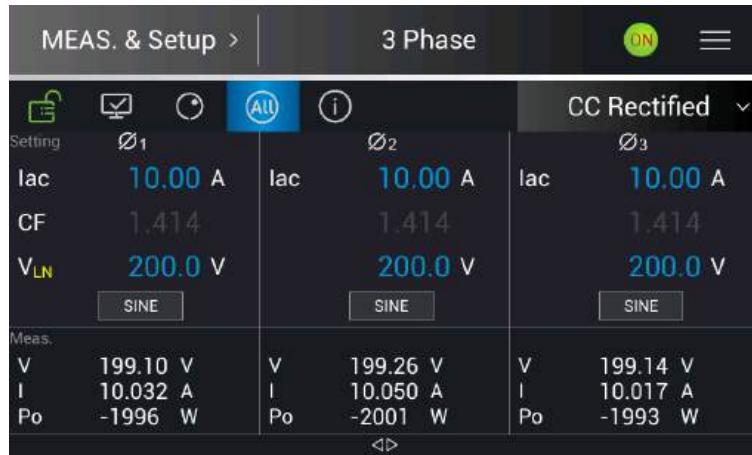 MEAS. & Setup > 3 Phase ON
All i CC Rectified
Setting Ø1 Ø2 Ø3
Iac 10.00 A Iac 10.00 A Iac 10.00 A
CF 1.414 1.414 1.414
VLN 200.0 V 200.0 V 200.0 V
SINE SINE SINE
Meas.
V 199.10 V V 199.26 V V 199.14 V
I 10.032 A I 10.050 A I 10.017 A
Po -1996 W Po -2001 W Po -1993 W